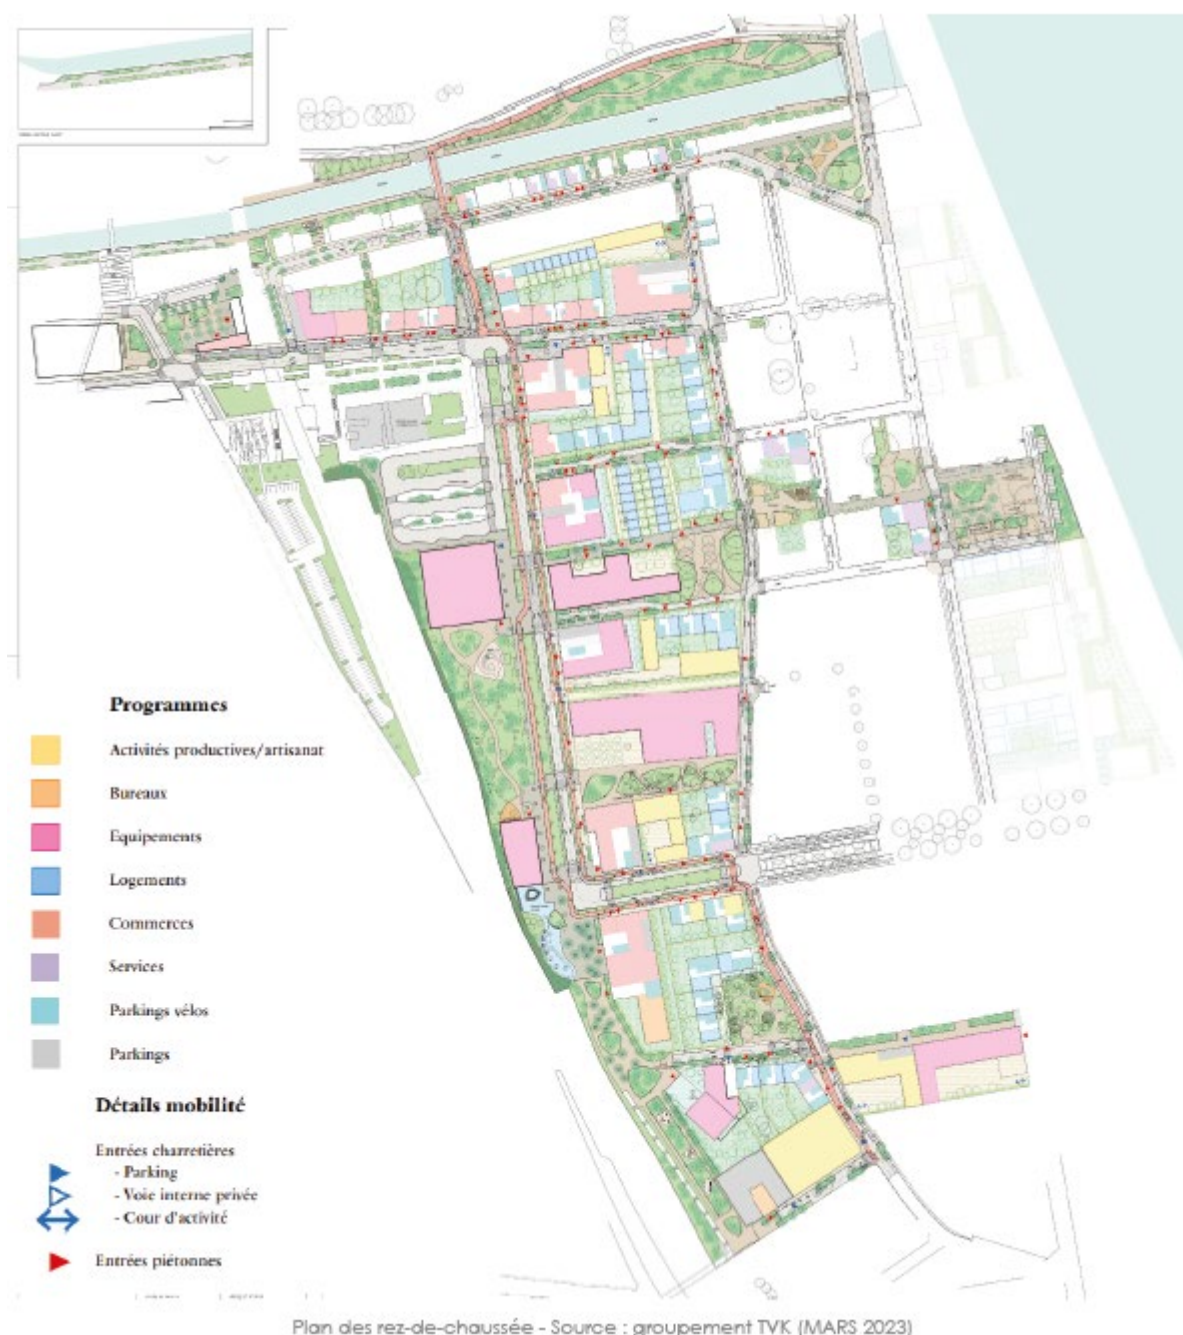 Programmes
Activités productives/artisanat
Bureaux
Equipements
Logements
Commerces
Services
Parkings vélos
Parkings
Détails mobilité
Entrées charretières
- Parking
- Voie interne privée
- Cour d'activité
Entrées piétonnes
Plan des rez-de-chaussée - Source : groupement TVK (MARS 2023)